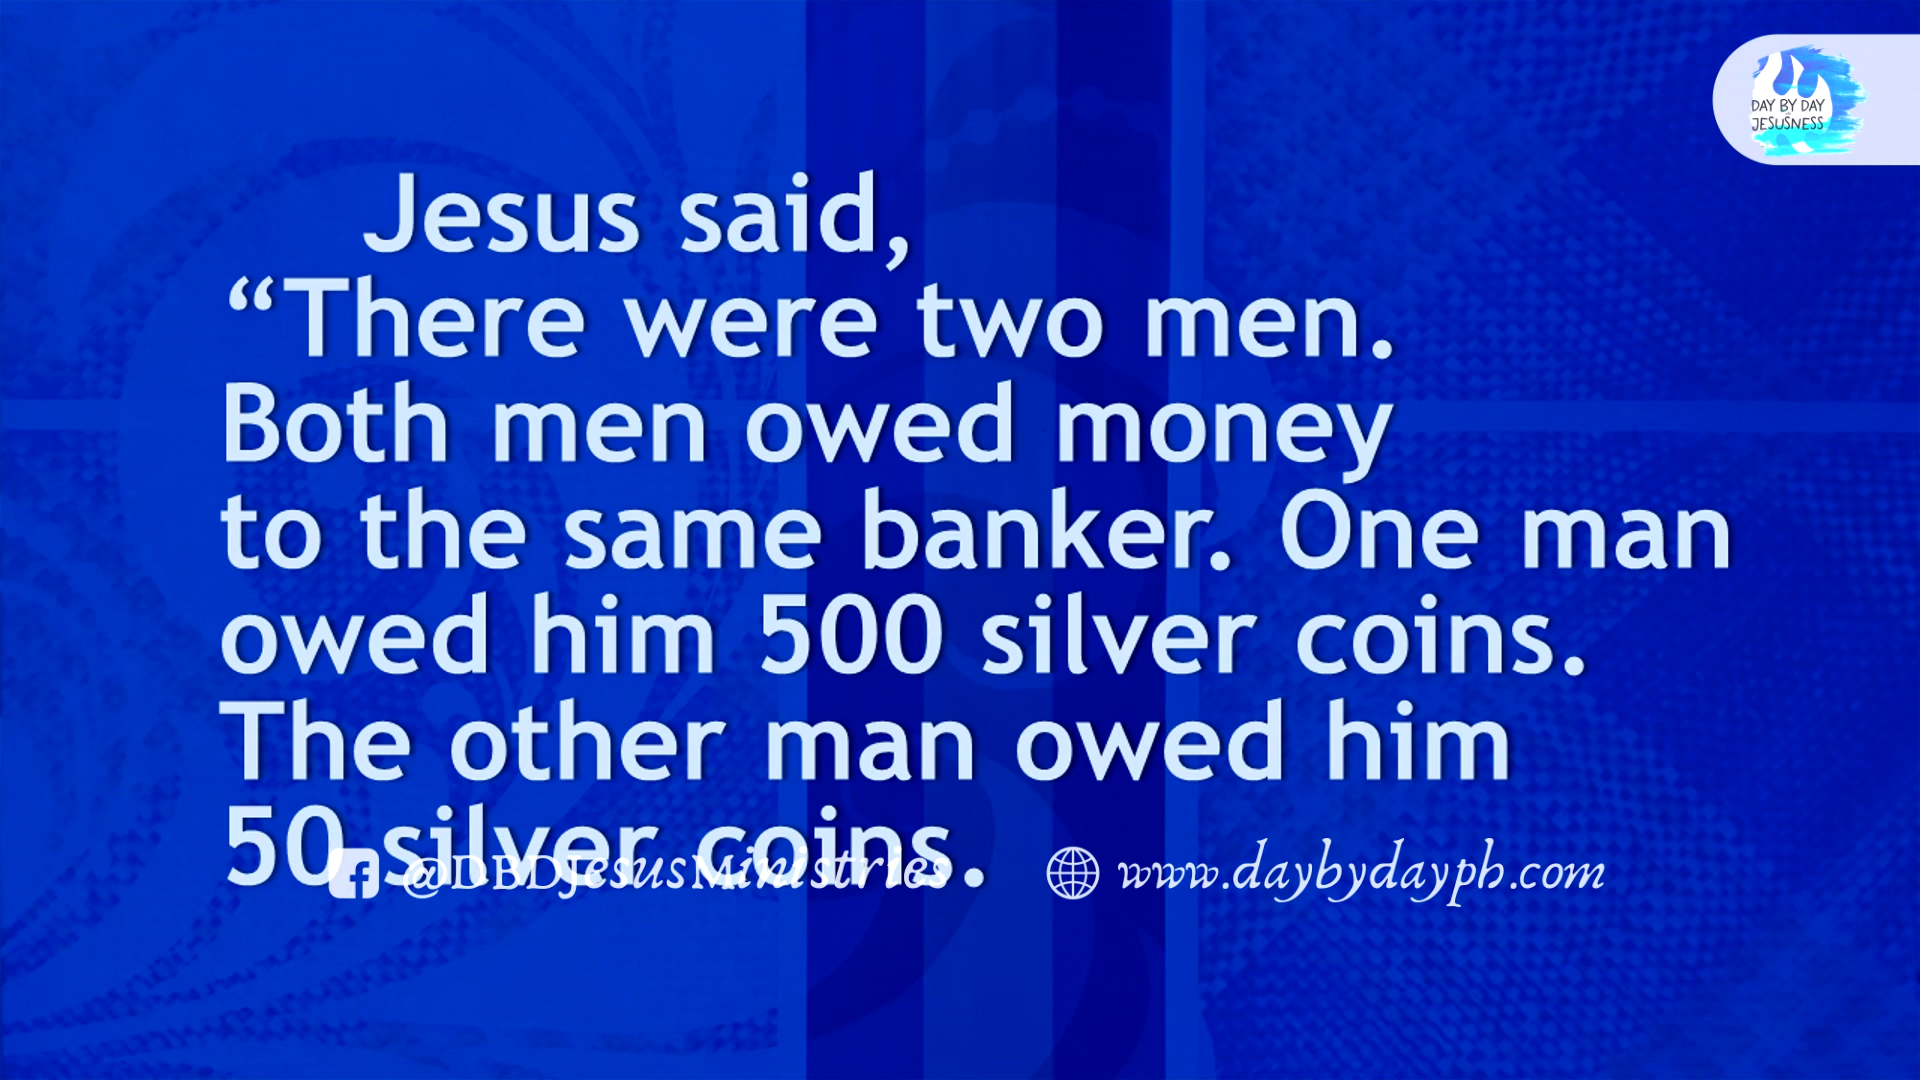 DAY BY DAY
JESUSNESS
Jesus said,
“There were two men.
Both men owed money
to the same banker. One man
owed him 500 silver coins.
The other man owed him
50 silver coins.
@DBDJesusMinistries
www.daybydayph.com